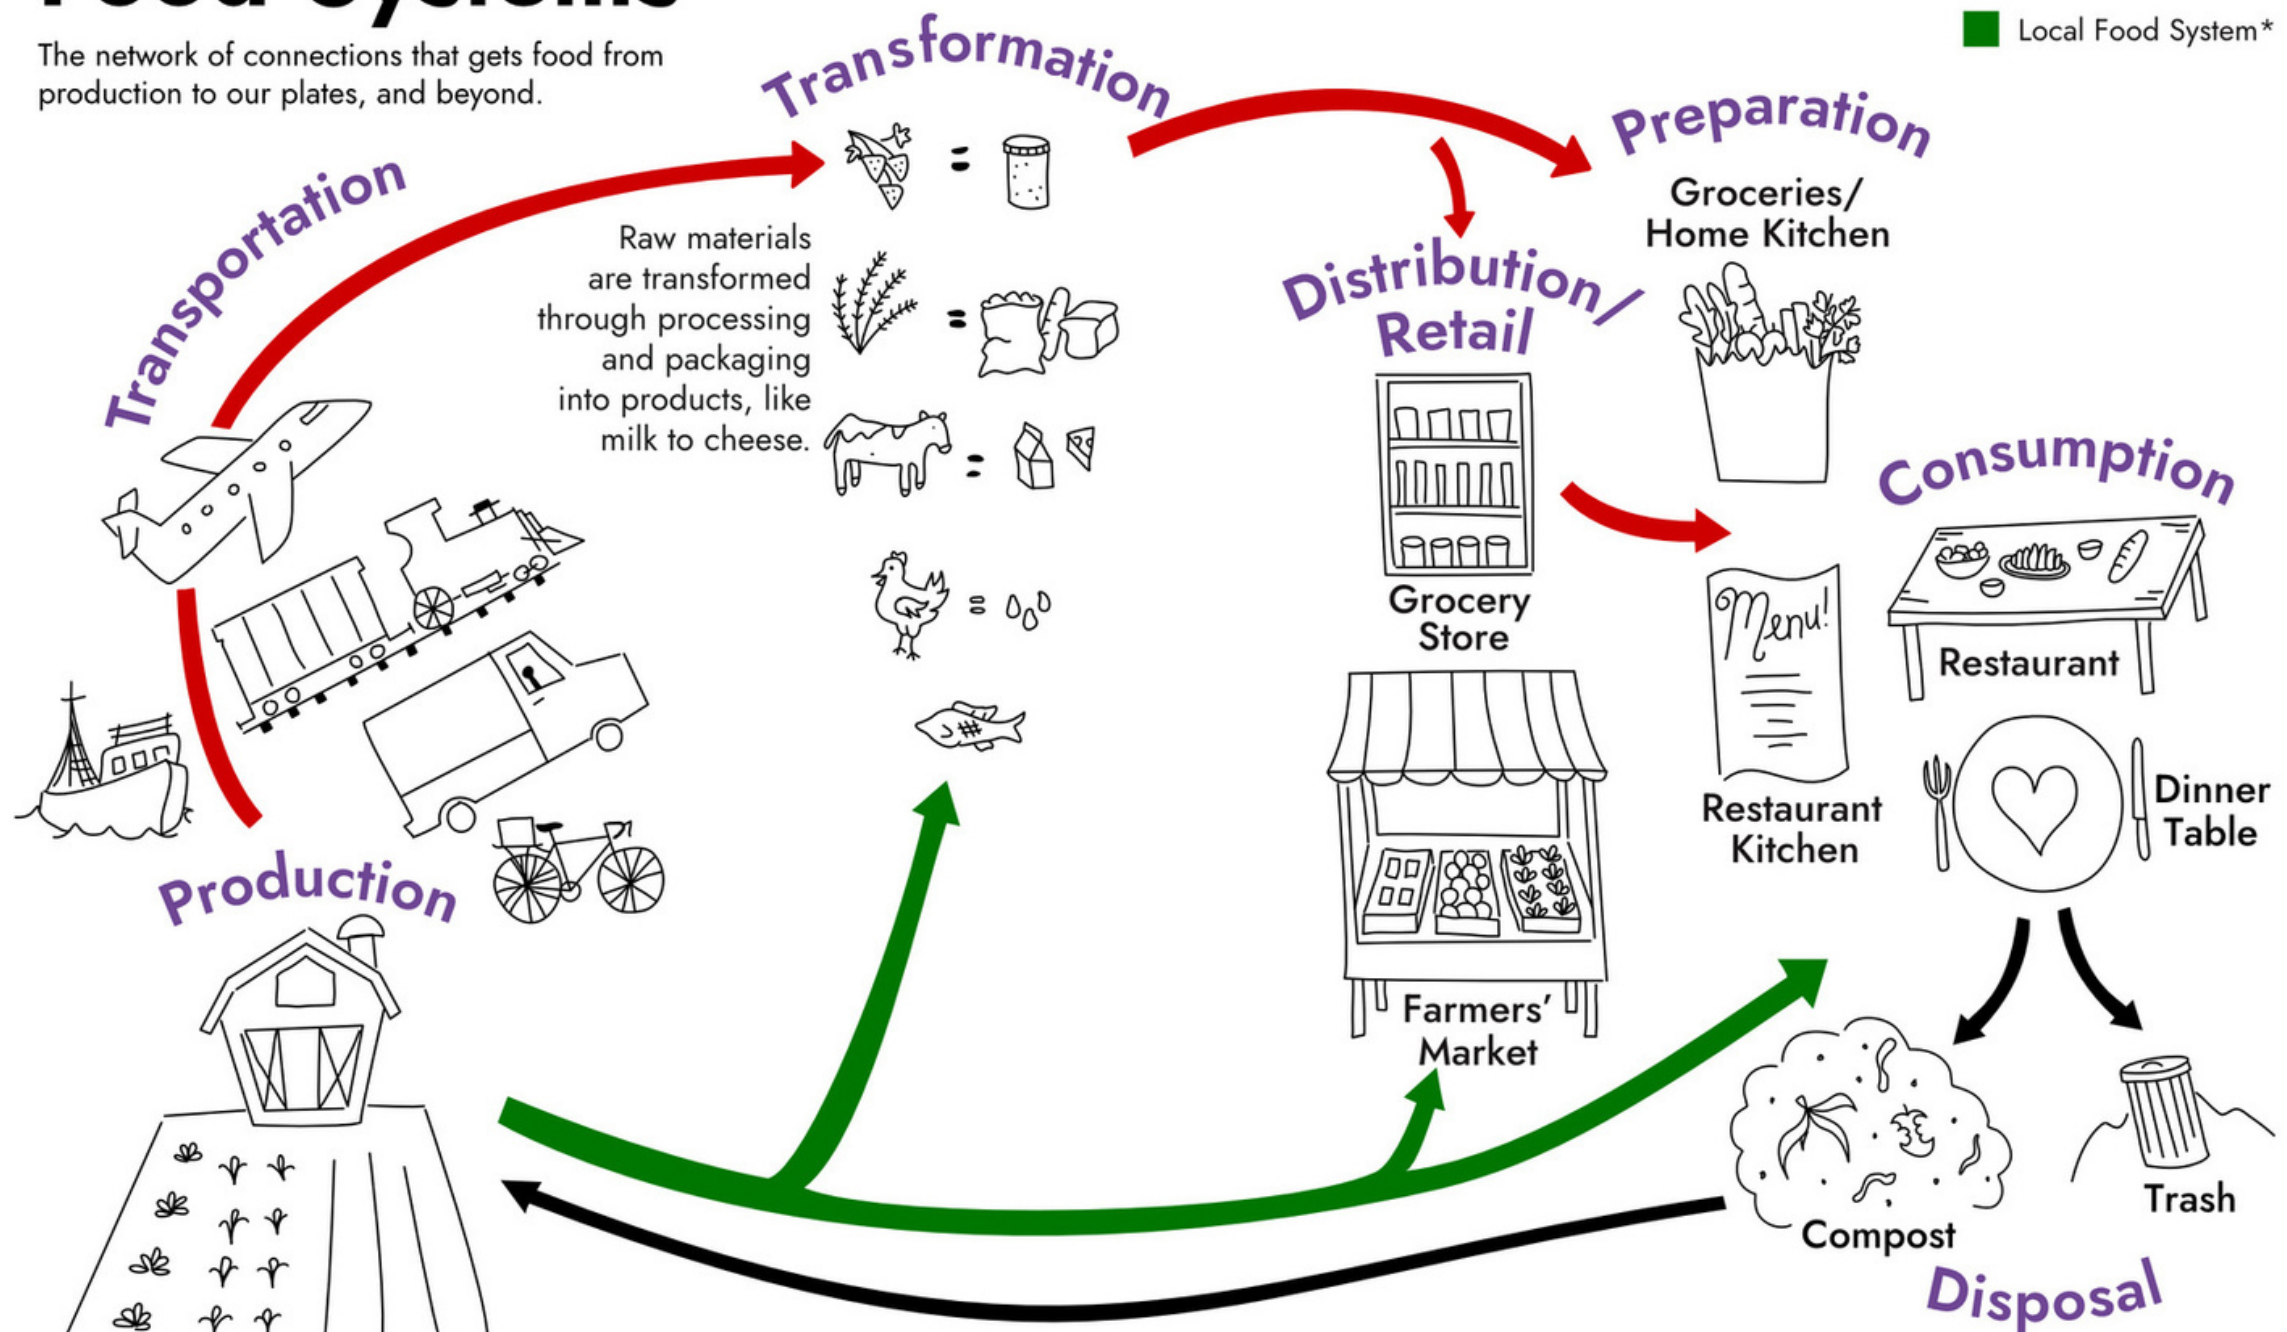 Food Systems
The network of connections that gets food from
production to our plates, and beyond.
Local Food System*
Transportation
Transformation
Raw materials
are transformed
through processing
and packaging
into products, like
milk to cheese.
Preparation
Groceries/
Home Kitchen
Distribution/
Retail
Grocery
Store
Farmers'
Market
Menu!
Restaurant
Kitchen
Consumption
Restaurant
Dinner
Table
Production
Compost
Trash
Disposal